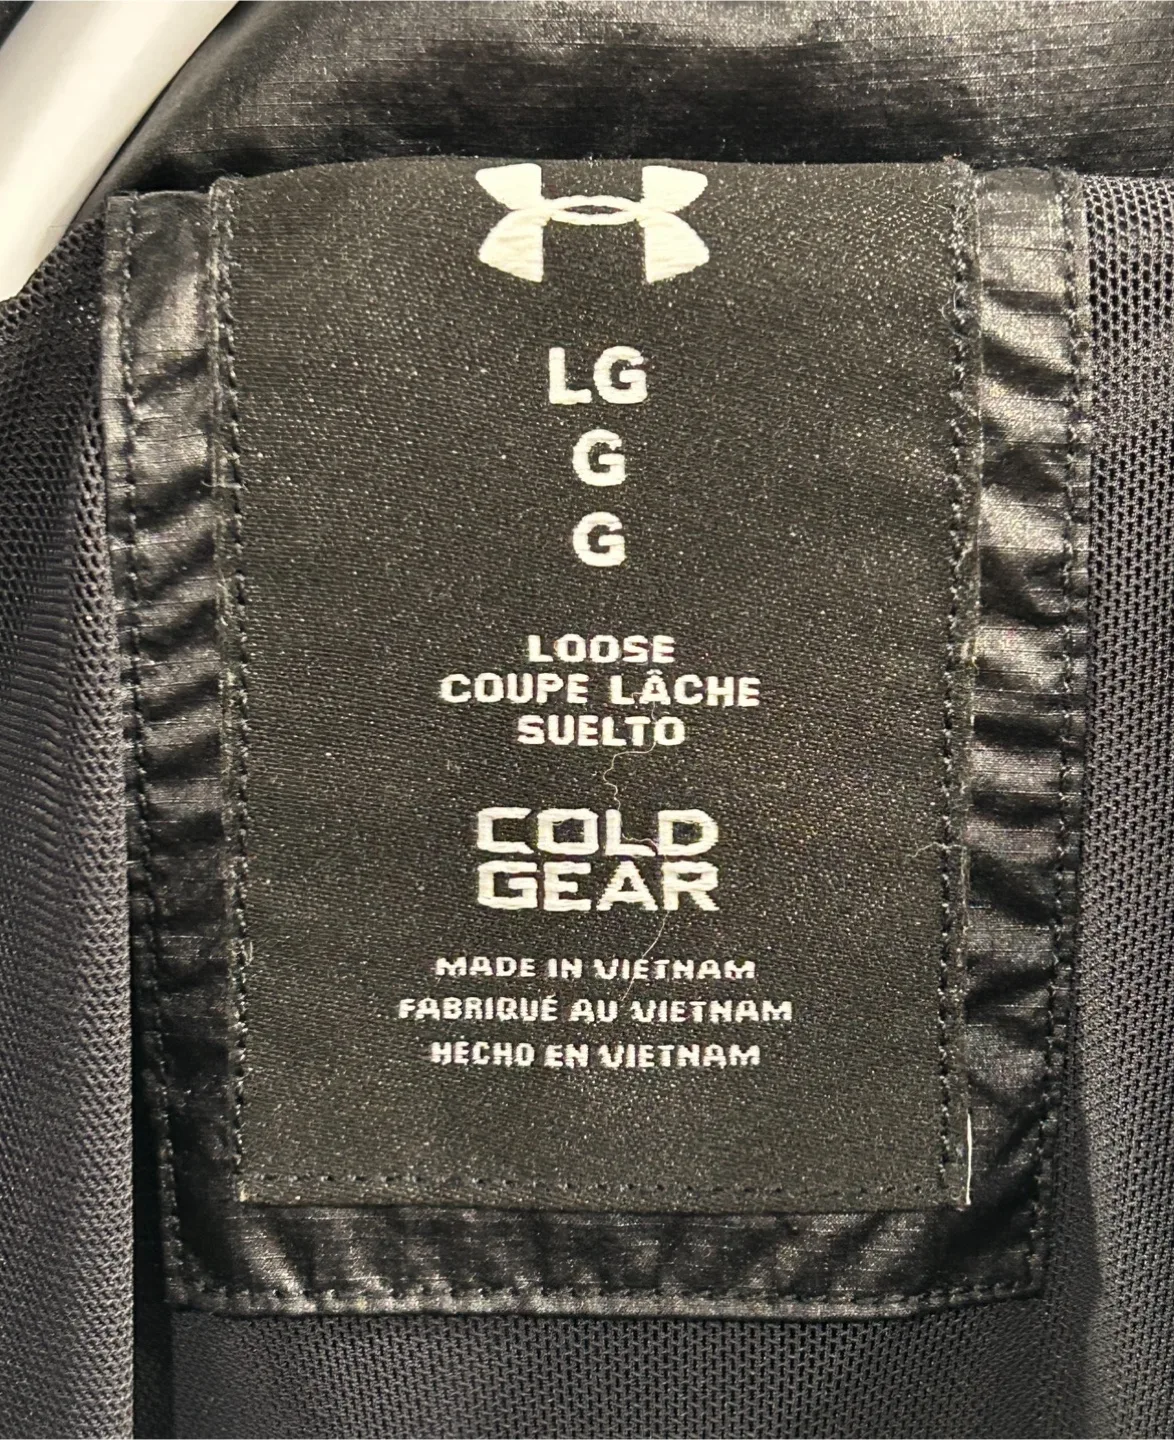 LG
G
G
LOOSE
COUPE LÂCHE
SUELTO
COLD
GEAR
MADE IN VIETNAM
FABRIQUÉ AU VIETNAM
HECHO EN VIETNAM